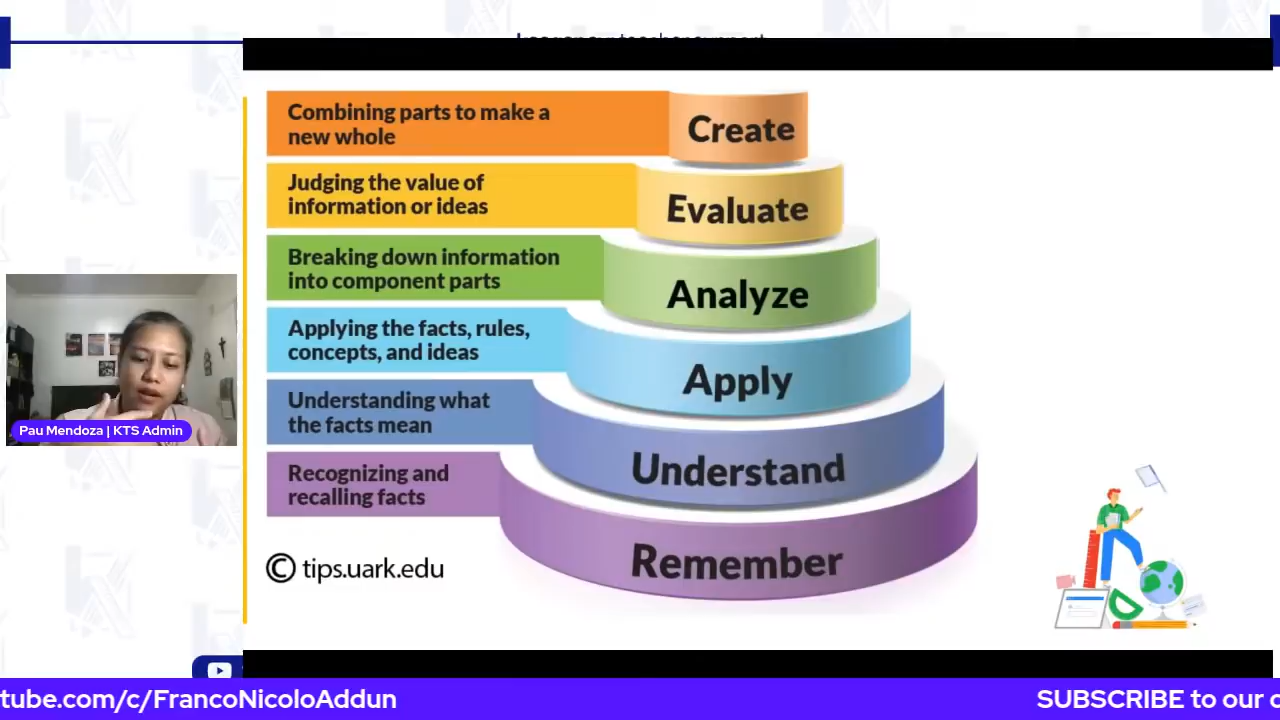 Combining parts to make a
new whole
Create
Judging the value of
information or ideas
Evaluate
Breaking down information
into component parts
Analyze
Applying the facts, rules,
concepts, and ideas
Apply
Understanding what
the facts mean
Understand
Recognizing and
recalling facts
Remember
© tips.uark.edu
Pau Mendoza | KTS Admin
tube.com/c/FrancoNicoloAddun
SUBSCRIBE to our